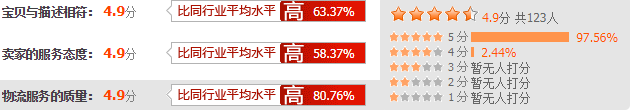 宝贝与描述相符： 4.9分 比同行业平均水平 高 63.37%
卖家的服务态度： 4.9分 比同行业平均水平 高 58.37%
物流服务的质量： 4.9分 比同行业平均水平 高 80.76%
4.9分 共123人
5 分 97.56%
4 分 2.44%
3 分 暂无人打分
2 分 暂无人打分
1 分 暂无人打分